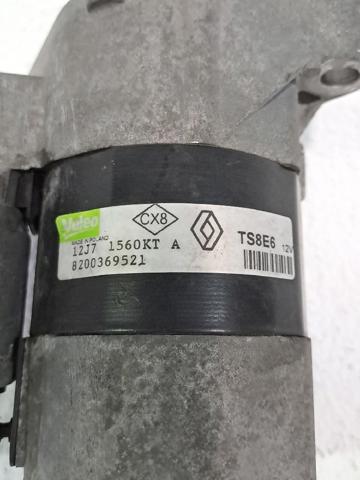 Valeo
MADE IN POLAND
CX8
12J7 1560KT A
8200369521
TS8E6 12V